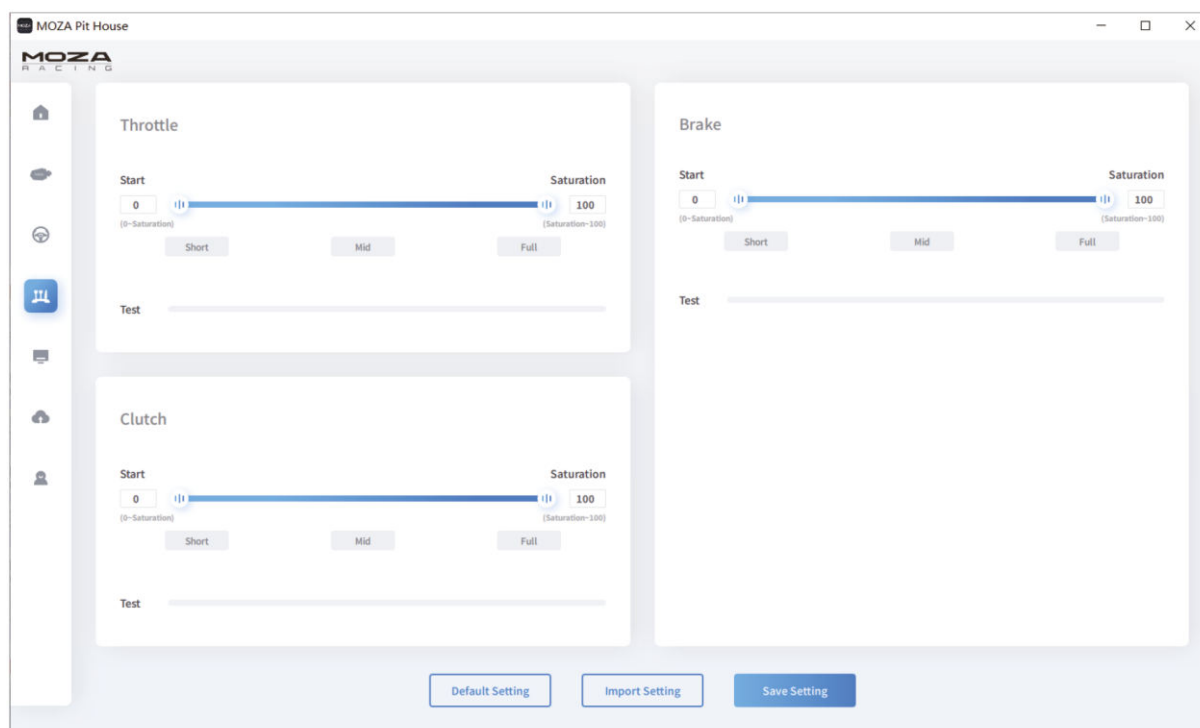 MOZA Pit House
MOZA
RACING
Throttle
Start Saturation
0 100
(0~Saturation) (Saturation~100)
Short Mid Full
Test
Clutch
Start Saturation
0 100
(0~Saturation) (Saturation~100)
Short Mid Full
Test
Brake
Start Saturation
0 100
(0~Saturation) (Saturation~100)
Short Mid Full
Test
Default Setting Import Setting Save Setting